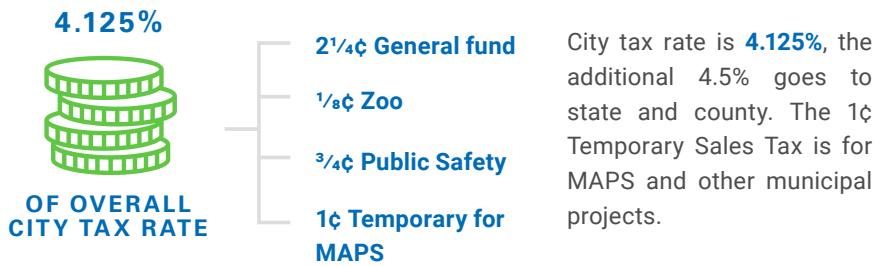 4.125%
OF OVERALL
CITY TAX RATE
2¼¢ General fund
⅛¢ Zoo
¾¢ Public Safety
1¢ Temporary for
MAPS
City tax rate is 4.125%, the
additional 4.5% goes to
state and county. The 1¢
Temporary Sales Tax is for
MAPS and other municipal
projects.